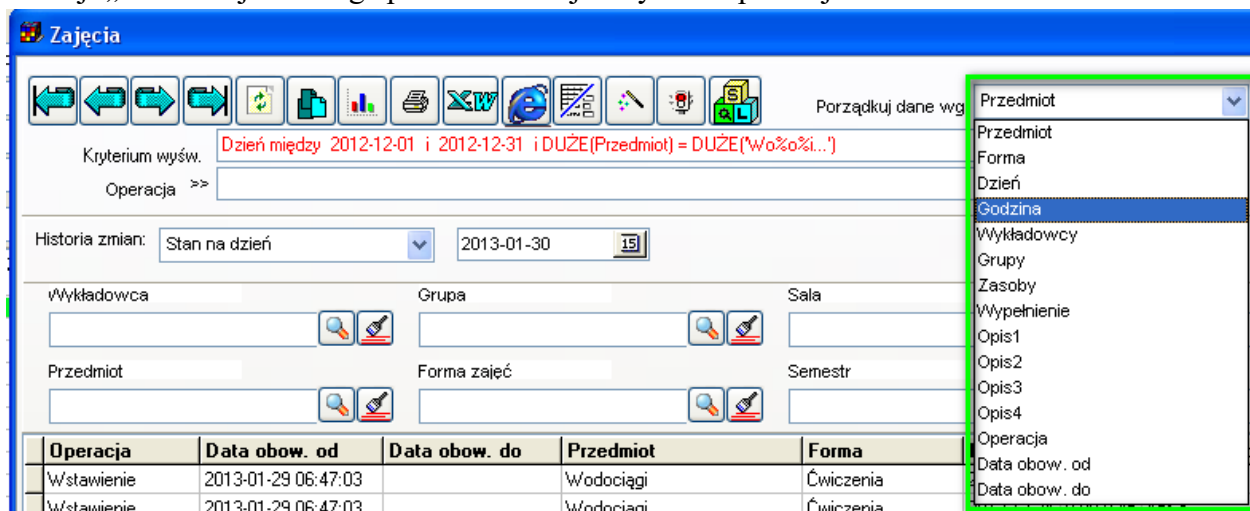 Zajęcia
XW
SQL
Porządkuj dane wg
Przedmiot
Kryterium wyśw.
Dzień między 2012-12-01 i 2012-12-31 i DUŻE(Przedmiot) = DUŻE('Wo%o%i...')
Operacja >>
Przedmiot
Forma
Dzień
Godzina
Wykładowcy
Grupy
Zasoby
Wypełnienie
Opis1
Opis2
Opis3
Opis4
Operacja
Data obow. od
Data obow. do
Historia zmian:
Stan na dzień
2013-01-30
15
Wykładowca
Grupa
Sala
Przedmiot
Forma zajęć
Semestr
Operacja Data obow. od Data obow. do Przedmiot Forma
Wstawienie 2013-01-29 06:47:03 Wodociągi Ćwiczenia
Wstawienie 2013-01-29 06:47:03 Wodociągi Ćwiczenia